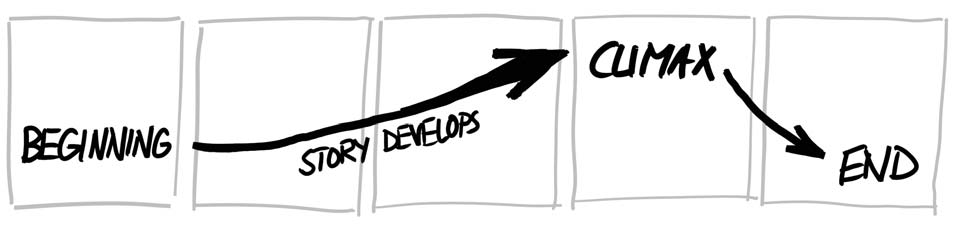 BEGINNING
STORY DEVELOPS
CLIMAX
END